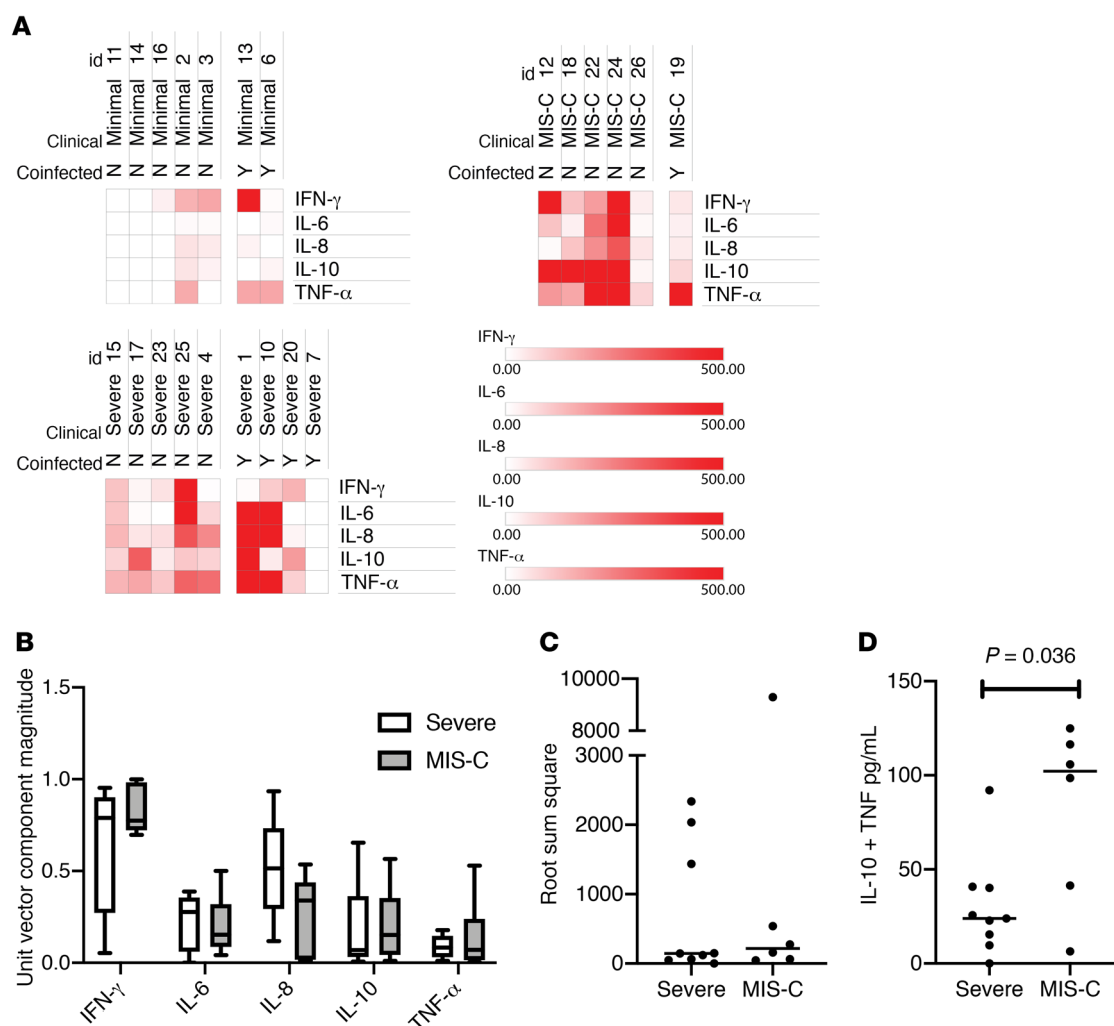 A
id 11 14 16 2 3 13 6
Clinical Minimal Minimal Minimal Minimal Minimal Minimal Minimal
Coinfected N N N N N Y Y
IFN-γ
IL-6
IL-8
IL-10
TNF-α
id 12 18 22 24 26 19
Clinical MIS-C MIS-C MIS-C MIS-C MIS-C MIS-C
Coinfected N N N N N Y
IFN-γ
IL-6
IL-8
IL-10
TNF-α
id 15 17 23 25 4 1 10 20 7
Clinical Severe Severe Severe Severe Severe Severe Severe Severe Severe
Coinfected N N N N N Y Y Y Y
IFN-γ
IL-6
IL-8
IL-10
TNF-α
IFN-γ
0.00 500.00
IL-6
0.00 500.00
IL-8
0.00 500.00
IL-10
0.00 500.00
TNF-α
0.00 500.00
B
Unit vector component magnitude
1.5
1.0
0.5
0.0
Severe
MIS-C
IFN-γ IL-6 IL-8 IL-10 TNF-α
C
Root sum square
10000
8000
3000
2000
1000
0
Severe MIS-C
D
P = 0.036
IL-10 + TNF pg/mL
150
100
50
0
Severe MIS-C